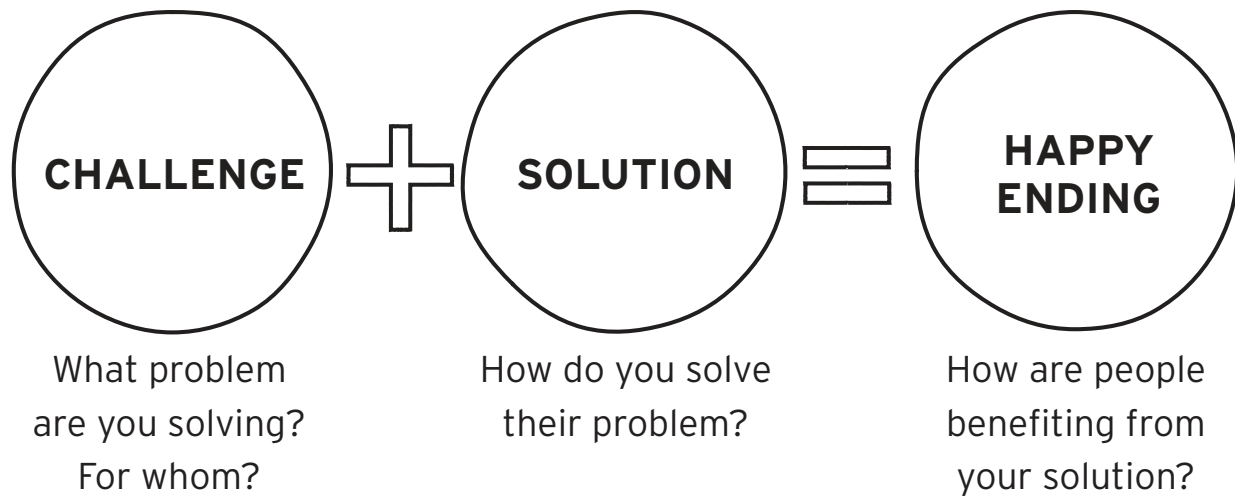 CHALLENGE
SOLUTION
HAPPY
ENDING
What problem
are you solving?
For whom?
How do you solve
their problem?
How are people
benefiting from
your solution?